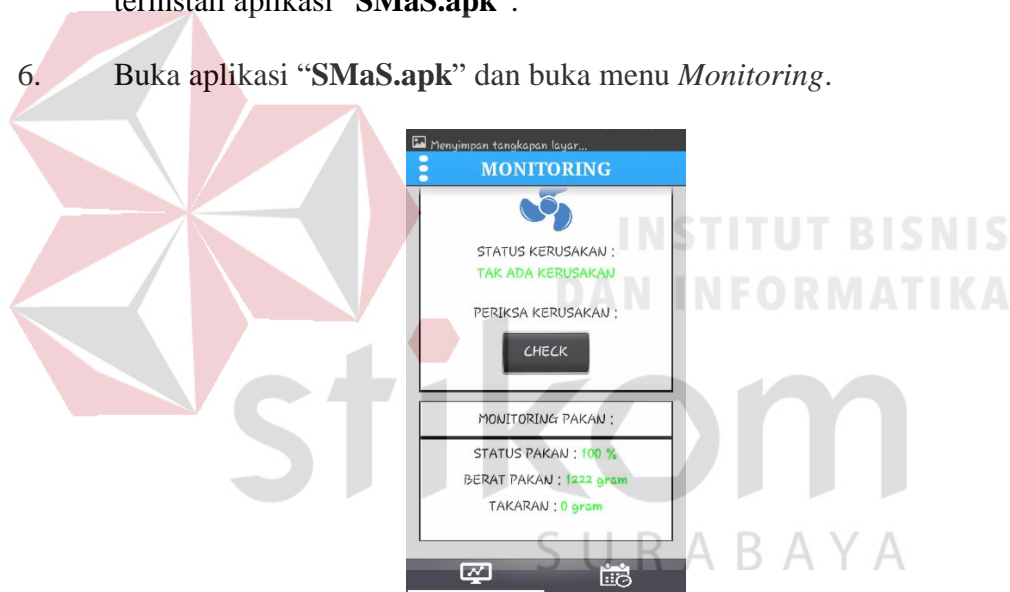 terinstall aplikasi "SMaS.apk".
6. Buka aplikasi “SMaS.apk” dan buka menu Monitoring.
Menyimpan tangkapan layar...
MONITORING
STATUS KERUSAKAN :
TAK ADA KERUSAKAN
PERIKSA KERUSAKAN :
CHECK
MONITORING PAKAN :
STATUS PAKAN : 100 %
BERAT PAKAN : 1222 gram
TAKARAN : 0 gram
INSTITUT BISNIS
DAN INFORMATIKA
stikom
SURABAYA